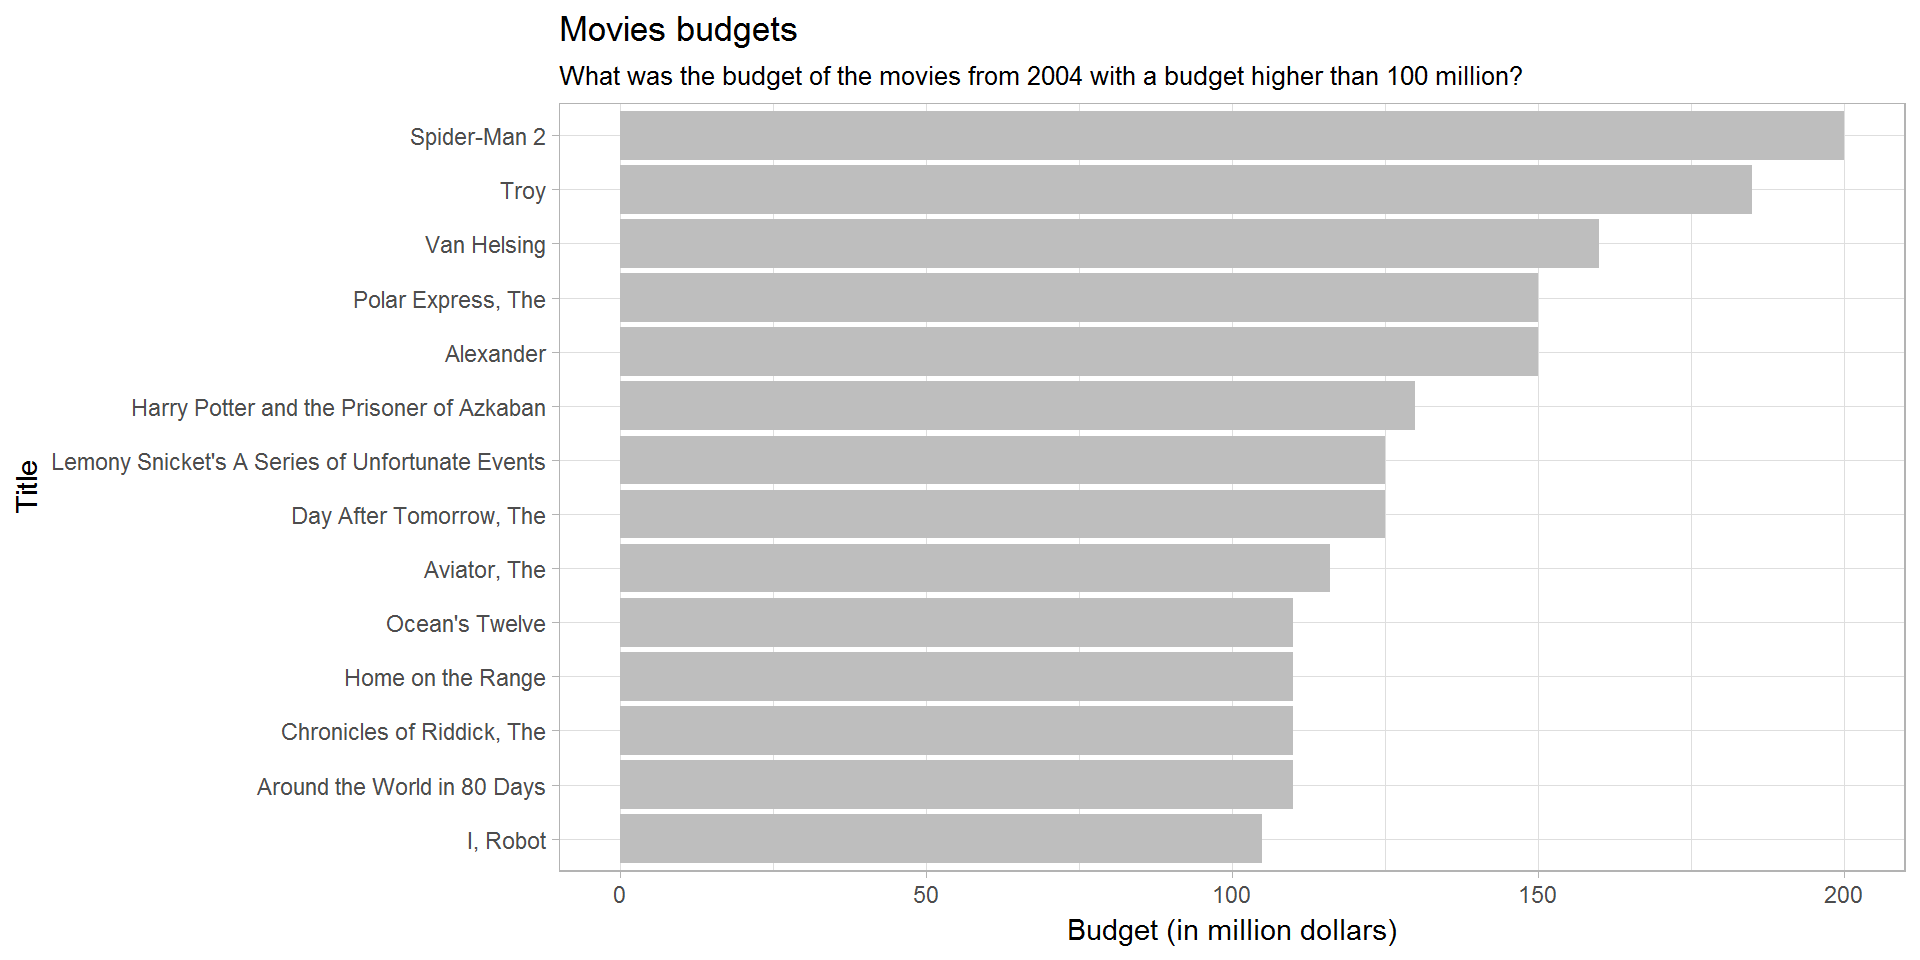 Movies budgets
What was the budget of the movies from 2004 with a budget higher than 100 million?
Title
Spider-Man 2
Troy
Van Helsing
Polar Express, The
Alexander
Harry Potter and the Prisoner of Azkaban
Lemony Snicket's A Series of Unfortunate Events
Day After Tomorrow, The
Aviator, The
Ocean's Twelve
Home on the Range
Chronicles of Riddick, The
Around the World in 80 Days
I, Robot
0 50 100 150 200
Budget (in million dollars)